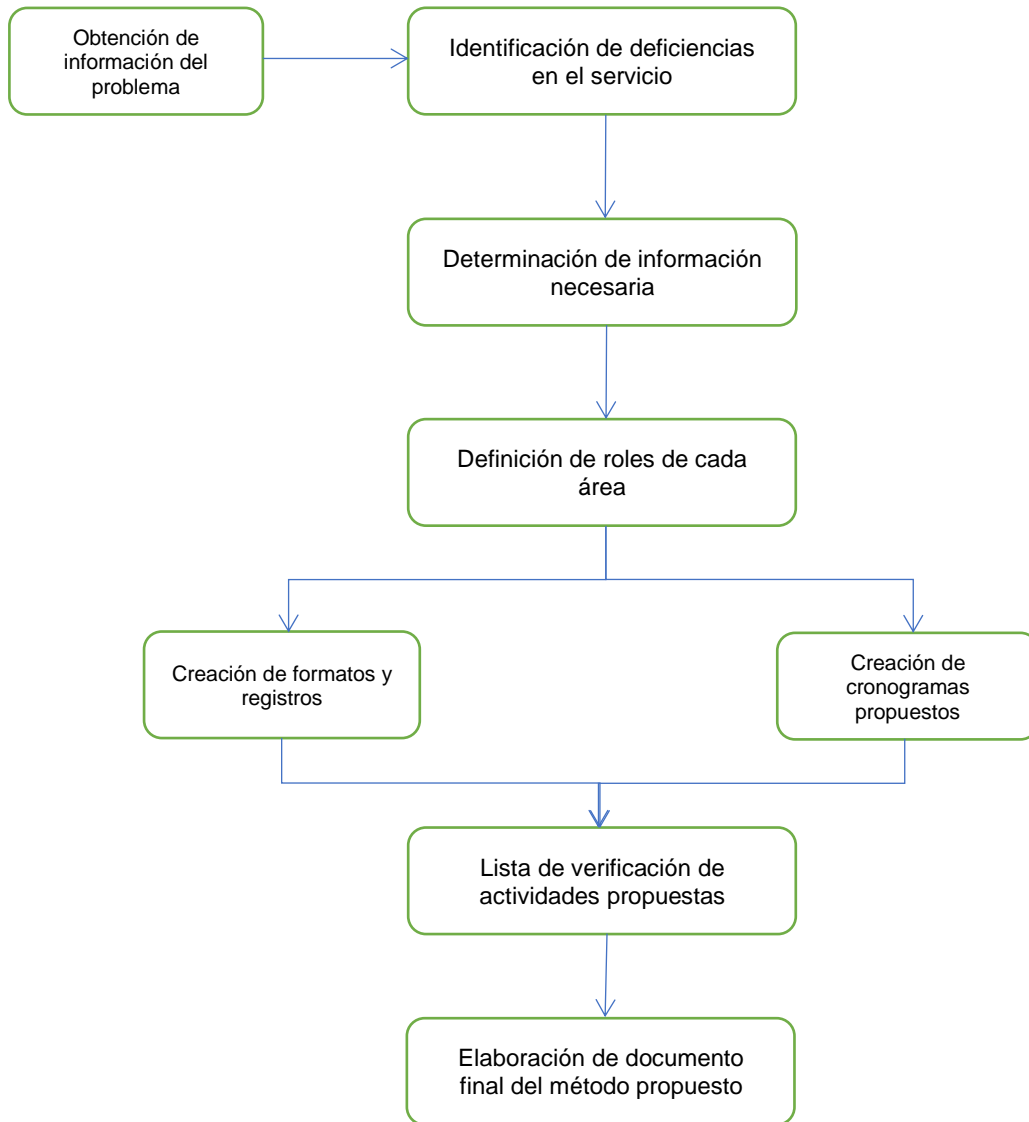 Obtención de
información del
problema
Identificación de deficiencias
en el servicio
Determinación de información
necesaria
Definición de roles de cada
área
Creación de formatos y
registros
Creación de
cronogramas
propuestos
Lista de verificación de
actividades propuestas
Elaboración de documento
final del método propuesto